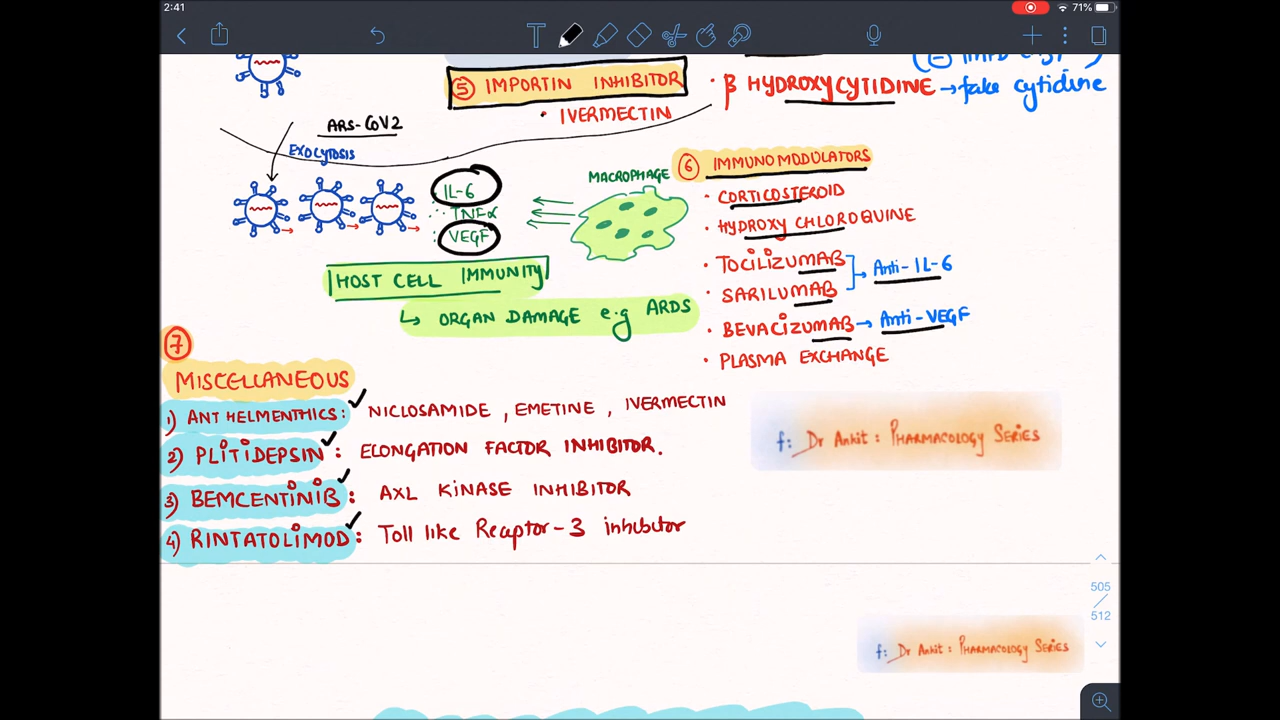 2:41
71%
T
⑤ IMPORTIN INHIBITOR
• IVERMECTIN
• β HYDROXYCYTIDINE → fake cytidine
ARS-CoV2
EXOCYTOSIS
IL-6
TNFα
VEGF
MACROPHAGE
HOST CELL IMMUNITY
↳ ORGAN DAMAGE e.g ARDS
⑥ IMMUNOMODULATORS
• CORTICOSTEROID
• HYDROXY CHLOROQUINE
• TOCILIZUMAB
• SARILUMAB
→ Anti-IL-6
• BEVACIZUMAB → Anti-VEGF
• PLASMA EXCHANGE
⑦
MISCELLANEOUS
1) ANT HELMENTHICS: NICLOSAMIDE, EMETINE, IVERMECTIN
2) PLITIDEPSIN: ELONGATION FACTOR INHIBITOR.
3) BEMCENTINIB: AXL KINASE INHIBITOR
4) RINTATOLIMOD: Toll like Reaptor-3 inhibitor
f: Dr Ankit: PHARMACOLOGY SERIES
505
512
f: Dr Ankit: PHARMACOLOGY SERIES